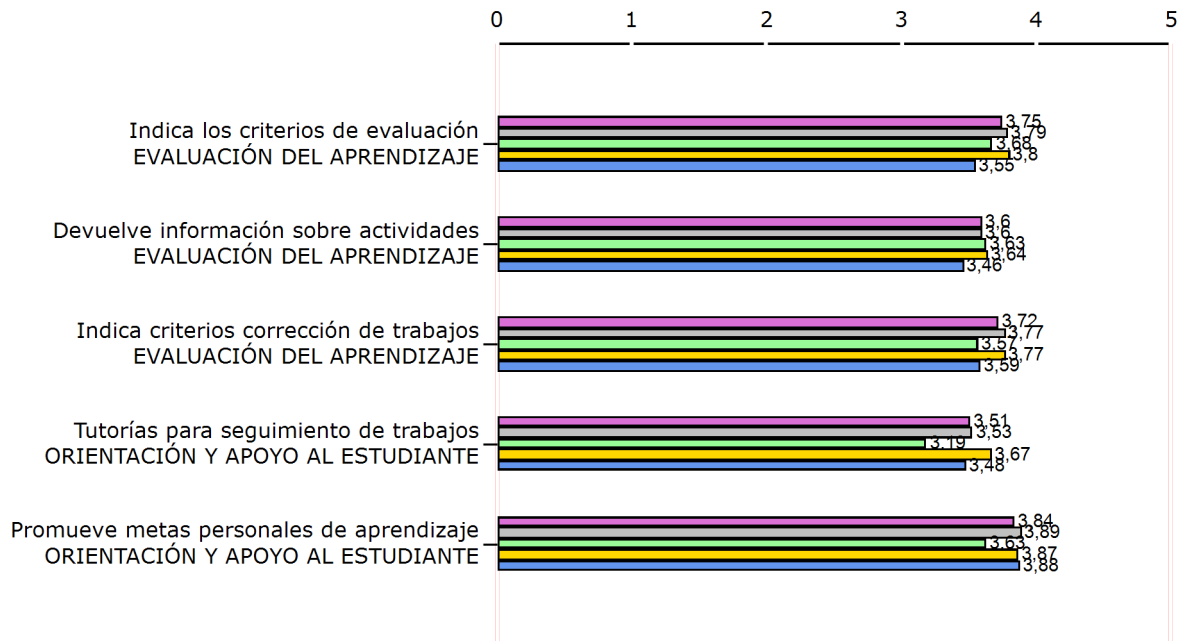 0 1 2 3 4 5
Indica los criterios de evaluación
EVALUACIÓN DEL APRENDIZAJE
3,75
3,79
3,68
3,8
3,55
Devuelve información sobre actividades
EVALUACIÓN DEL APRENDIZAJE
3,6
3,6
3,63
3,64
3,46
Indica criterios corrección de trabajos
EVALUACIÓN DEL APRENDIZAJE
3,72
3,77
3,57
3,77
3,59
Tutorías para seguimiento de trabajos
ORIENTACIÓN Y APOYO AL ESTUDIANTE
3,51
3,53
3,19
3,67
3,48
Promueve metas personales de aprendizaje
ORIENTACIÓN Y APOYO AL ESTUDIANTE
3,84
3,89
3,63
3,87
3,88